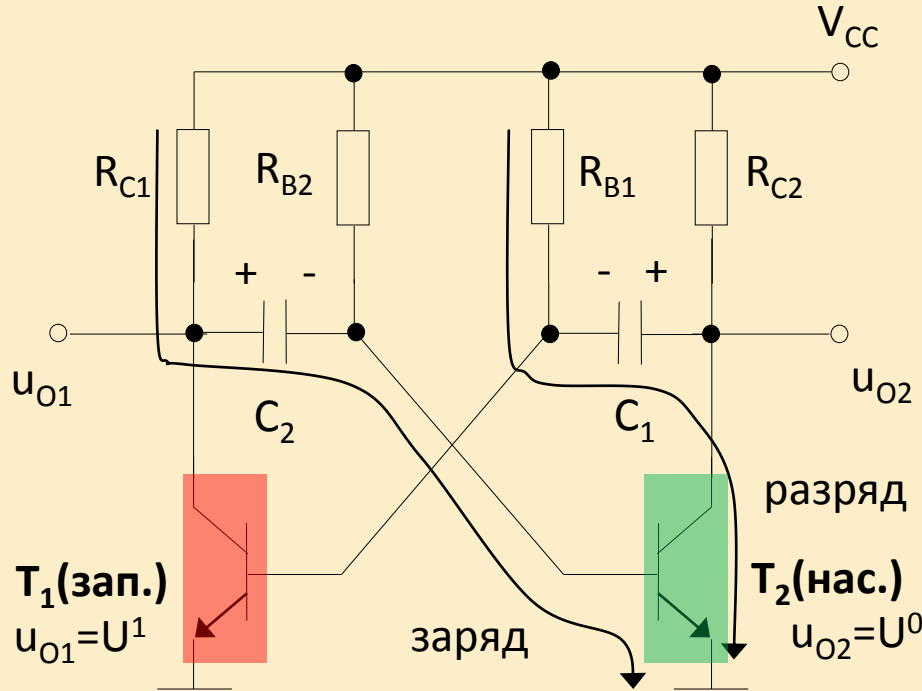 V_CC
R_C1
R_B2
R_B1
R_C2
+ -
- +
u_O1
u_O2
C_2
C_1
разряд
T_1(зап.)
T_2(нас.)
u_O1=U^1
заряд
u_O2=U^0